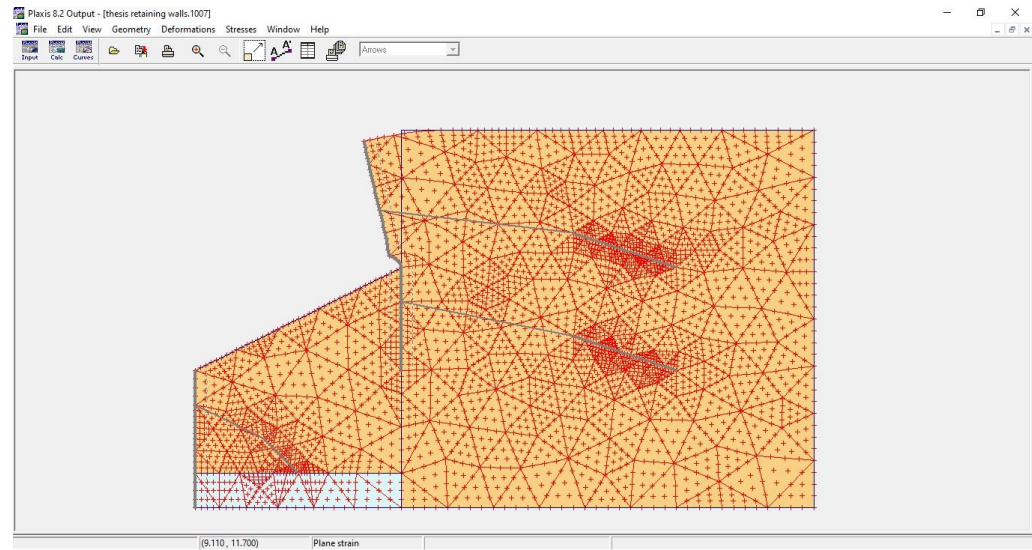 Plaxis 8.2 Output - [thesis retaining walls.1007]
File Edit View Geometry Deformations Stresses Window Help
Input Calc Curves Arrows
(9.110 , 11.700) Plane strain